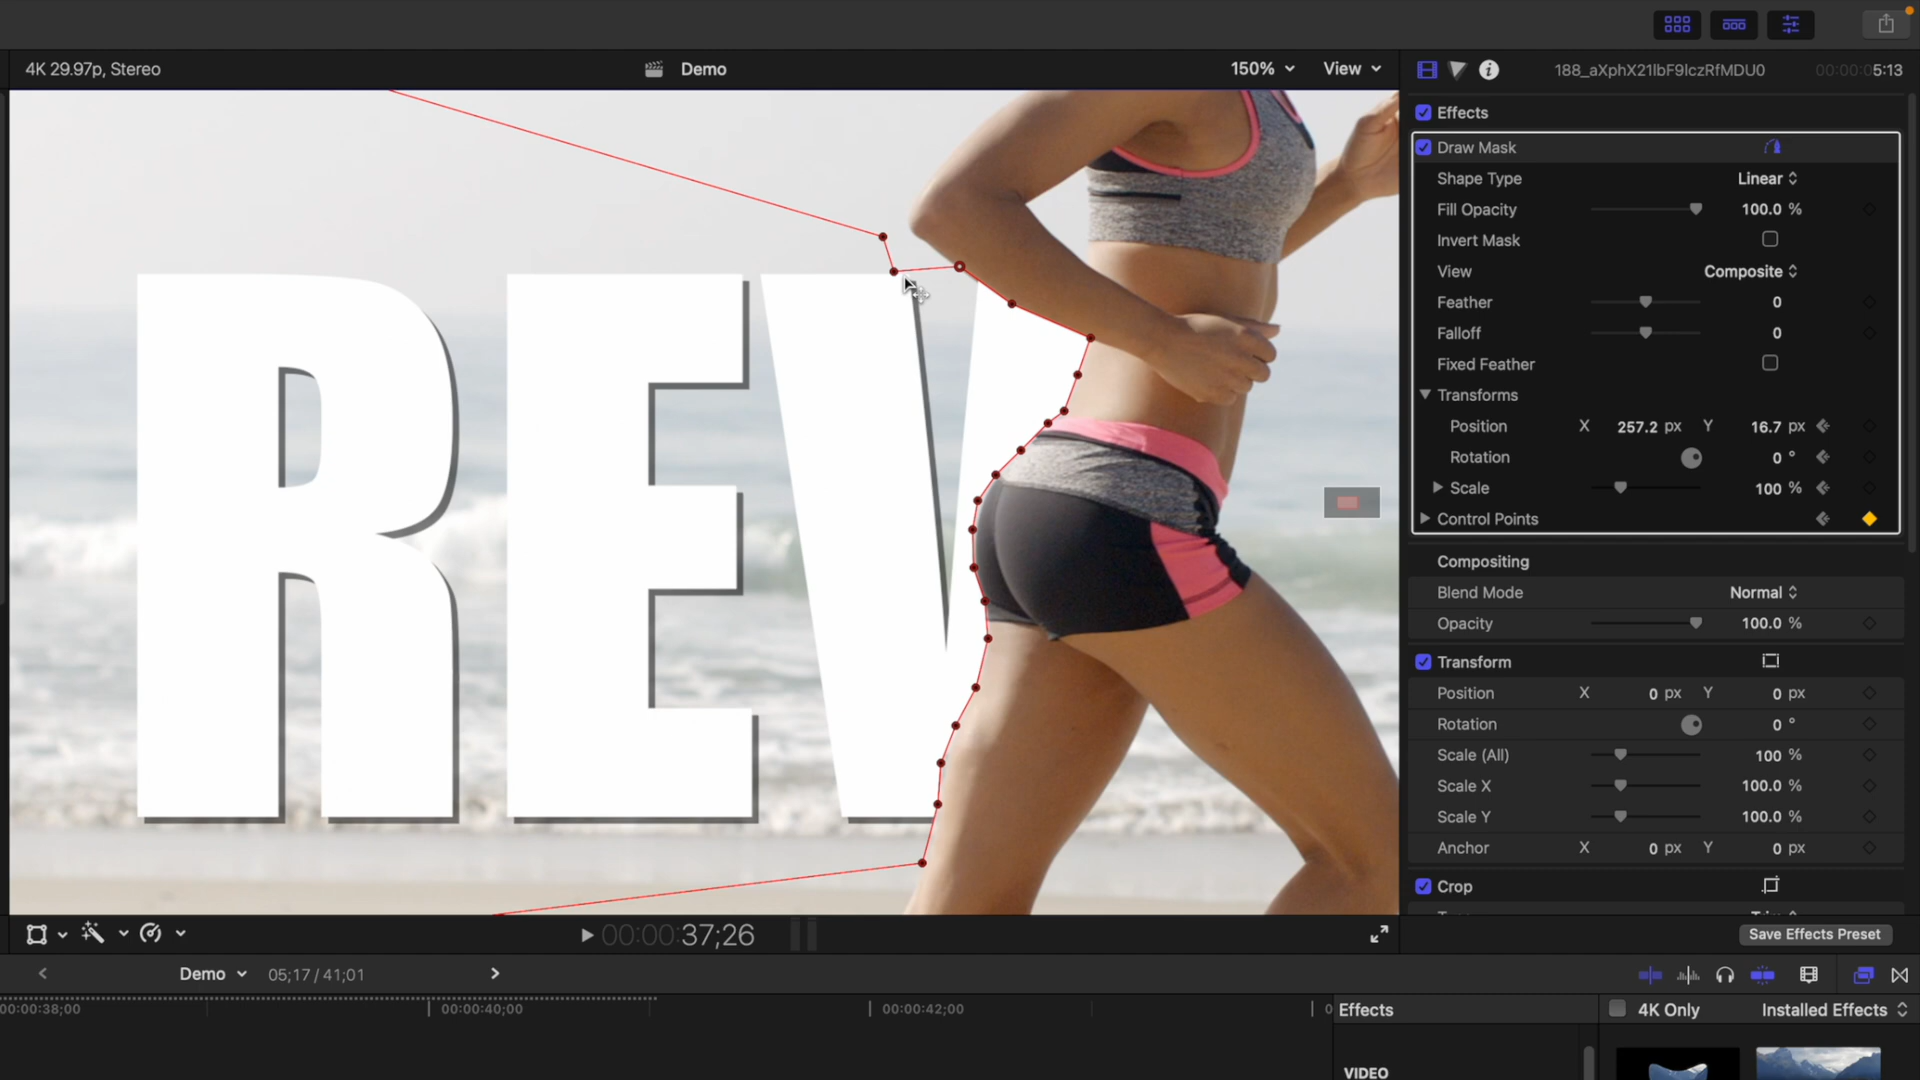 4K 29.97p, Stereo
Demo
150%
View
188_aXphX21lbF9lczRfMDU0
00:00:05:13
Effects
Draw Mask
Shape Type
Linear
Fill Opacity
100.0 %
Invert Mask
View
Composite
Feather
0
Falloff
0
Fixed Feather
Transforms
Position X 257.2 px Y 16.7 px
Rotation
0 °
Scale
100 %
Control Points
Compositing
Blend Mode
Normal
Opacity
100.0 %
Transform
Position X 0 px Y 0 px
Rotation
0 °
Scale (All)
100 %
Scale X
100.0 %
Scale Y
100.0 %
Anchor X 0 px Y 0 px
Crop
Save Effects Preset
REV
00:00:37;26
Demo
05;17 / 41;01
00:00:38;00
00:00:40;00
00:00:42;00
Effects
4K Only
Installed Effects
VIDEO